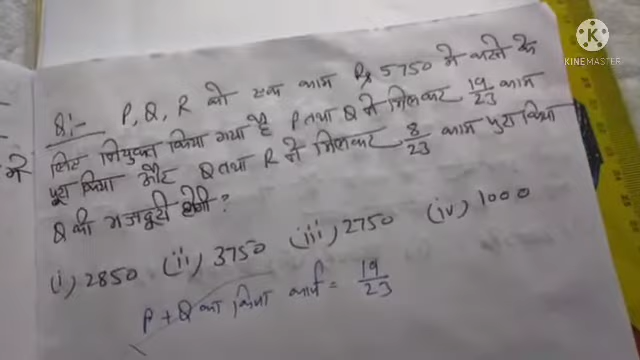 KINEMASTER
Q:- P, Q, R को एक काम Rs 5750 में करने के
लिए नियुक्त किया गया है P तथा Q ने मिलकर 19/23 काम
पूरा किया और Q तथा R ने मिलकर 8/23 काम पूरा किया
Q की मजदूरी होगी?
(i) 2850 (ii) 3750 (iii) 2750 (iv) 1000
P + Q का किया कार्य = 19/23
में